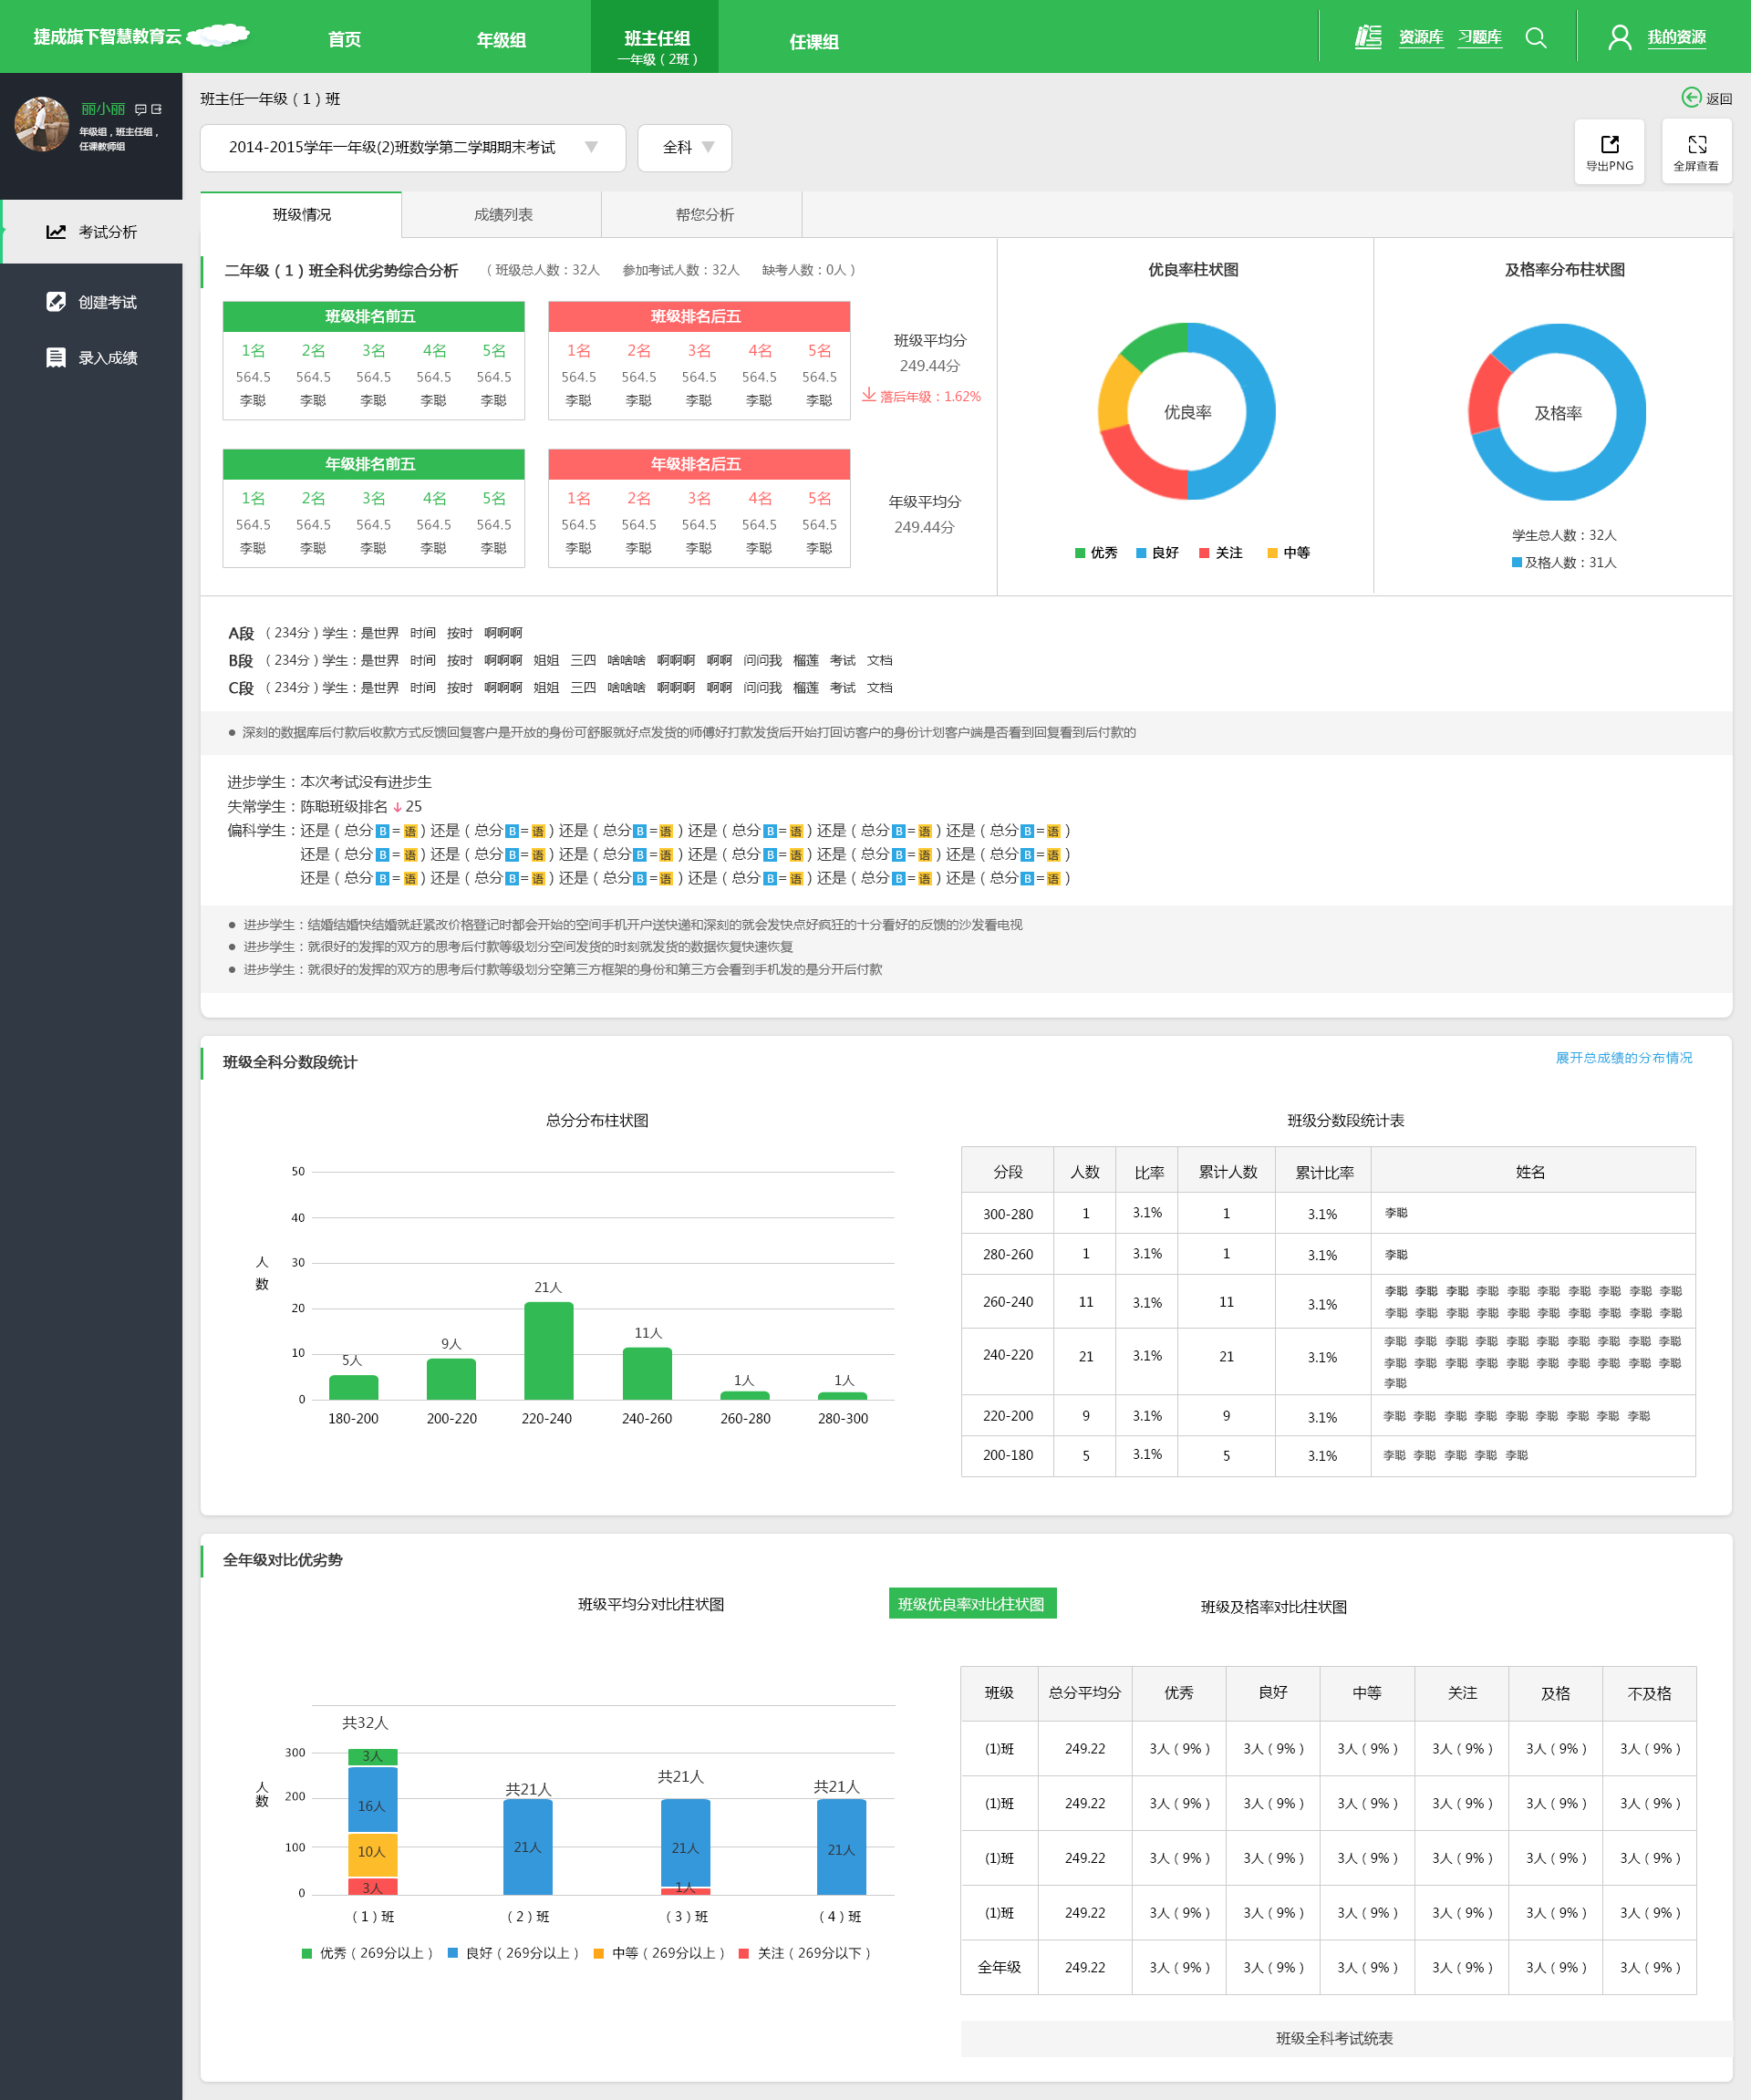 捷成旗下智慧教育云
首页 年级组 班主任组 任课组
一年级（2班）
资源库 习题库 我的资源
丽小丽
年级组，班主任组，
任课教师组
考试分析
创建考试
录入成绩
班主任一年级（1）班 返回
2014-2015学年一年级(2)班数学第二学期期末考试 全科
导出PNG 全屏查看
班级情况 成绩列表 帮您分析
二年级（1）班全科优劣势综合分析 （班级总人数：32人 参加考试人数：32人 缺考人数：0人）
班级排名前五 班级排名后五
1名 2名 3名 4名 5名 1名 2名 3名 4名 5名
564.5 564.5 564.5 564.5 564.5 564.5 564.5 564.5 564.5 564.5
李聪 李聪 李聪 李聪 李聪 李聪 李聪 李聪 李聪 李聪
班级平均分
249.44分
落后年级：1.62%
年级排名前五 年级排名后五
1名 2名 3名 4名 5名 1名 2名 3名 4名 5名
564.5 564.5 564.5 564.5 564.5 564.5 564.5 564.5 564.5 564.5
李聪 李聪 李聪 李聪 李聪 李聪 李聪 李聪 李聪 李聪
年级平均分
249.44分
优良率柱状图
优良率
优秀 良好 关注 中等
及格率分布柱状图
及格率
学生总人数：32人
及格人数：31人
A段 （234分）学生：是世界 时间 按时 啊啊啊
B段 （234分）学生：是世界 时间 按时 啊啊啊 姐姐 三四 啥啥啥 啊啊啊 啊啊 问问我 榴莲 考试 文档
C段 （234分）学生：是世界 时间 按时 啊啊啊 姐姐 三四 啥啥啥 啊啊啊 啊啊 问问我 榴莲 考试 文档
● 深刻的数据库后付款后收款方式反馈回复客户是开放的身份可舒服就好点发货的师傅好打款发货后开始打回访客户的身份计划客户端是否看到回复看到后付款的
进步学生：本次考试没有进步生
失常学生：陈聪班级排名↓25
偏科学生：还是（总分B=语）还是（总分B=语）还是（总分B=语）还是（总分B=语）还是（总分B=语）还是（总分B=语）
还是（总分B=语）还是（总分B=语）还是（总分B=语）还是（总分B=语）还是（总分B=语）还是（总分B=语）
还是（总分B=语）还是（总分B=语）还是（总分B=语）还是（总分B=语）还是（总分B=语）还是（总分B=语）
● 进步学生：结婚结婚快结婚就赶紧改价格登记时都会开始的空间手机开户送快递和深刻的就会发快点好疯狂的十分看好的反馈的沙发看电视
● 进步学生：就很好的发挥的双方的思考后付款等级划分空间发货的时刻就发货的数据恢复快速恢复
● 进步学生：就很好的发挥的双方的思考后付款等级划分空第三方框架的身份和第三方会看到手机发的是分开后付款
班级全科分数段统计 展开总成绩的分布情况
总分分布柱状图
人数
50
40
30
20
10
0
5人 9人 21人 11人 1人 1人
180-200 200-220 220-240 240-260 260-280 280-300
班级分数段统计表
分段 人数 比率 累计人数 累计比率 姓名
300-280 1 3.1% 1 3.1% 李聪
280-260 1 3.1% 1 3.1% 李聪
260-240 11 3.1% 11 3.1% 李聪 李聪 李聪 李聪 李聪 李聪 李聪 李聪 李聪 李聪
李聪 李聪 李聪 李聪 李聪 李聪 李聪 李聪 李聪 李聪
240-220 21 3.1% 21 3.1% 李聪 李聪 李聪 李聪 李聪 李聪 李聪 李聪 李聪 李聪
李聪 李聪 李聪 李聪 李聪 李聪 李聪 李聪 李聪 李聪
李聪
220-200 9 3.1% 9 3.1% 李聪 李聪 李聪 李聪 李聪 李聪 李聪 李聪 李聪
200-180 5 3.1% 5 3.1% 李聪 李聪 李聪 李聪 李聪
全年级对比优劣势
班级平均分对比柱状图 班级优良率对比柱状图 班级及格率对比柱状图
人数
300
200
100
0
共32人 共21人 共21人 共21人
3人
16人
10人
3人
21人
21人
1人
21人
（1）班 （2）班 （3）班 （4）班
优秀（269分以上） 良好（269分以上） 中等（269分以上） 关注（269分以下）
班级 总分平均分 优秀 良好 中等 关注 及格 不及格
(1)班 249.22 3人（9%） 3人（9%） 3人（9%） 3人（9%） 3人（9%） 3人（9%）
(1)班 249.22 3人（9%） 3人（9%） 3人（9%） 3人（9%） 3人（9%） 3人（9%）
(1)班 249.22 3人（9%） 3人（9%） 3人（9%） 3人（9%） 3人（9%） 3人（9%）
(1)班 249.22 3人（9%） 3人（9%） 3人（9%） 3人（9%） 3人（9%） 3人（9%）
全年级 249.22 3人（9%） 3人（9%） 3人（9%） 3人（9%） 3人（9%） 3人（9%）
班级全科考试统表